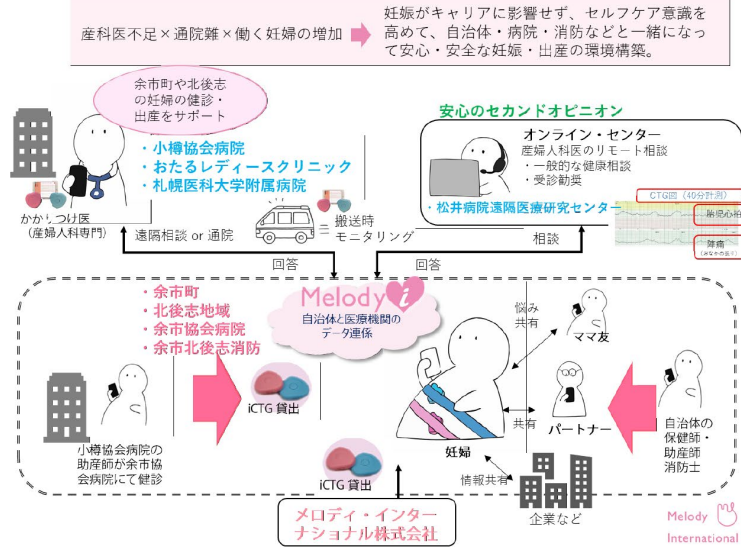 産科医不足×通院難×働く妊婦の増加
妊娠がキャリアに影響せず、セルフケア意識を
高めて、自治体・病院・消防などと一緒になっ
て安心・安全な妊娠・出産の環境構築。
余市町や北後志
の妊婦の健診・
出産をサポート
・小樽協会病院
・おたるレディースクリニック
・札幌医科大学附属病院
かかりつけ医
(産婦人科専門)
遠隔相談 or 通院
搬送時
モニタリング
安心のセカンドオピニオン
オンライン・センター
産婦人科医のリモート相談
・一般的な健康相談
・受診勧奨
・松井病院遠隔医療研究センター
CTG図(40分計測)
胎児心拍
陣痛
(おなかの張り)
相談
回答
回答
Melody i
自治体と医療機関の
データ連係
・余市町
・北後志地域
・余市協会病院
・余市北後志消防
小樽協会病院の
助産師が余市協
会病院にて健診
iCTG 貸出
iCTG 貸出
妊婦
悩み
共有
ママ友
共有
パートナー
情報共有
企業など
自治体の
保健師・
助産師
消防士
メロディ・インター
ナショナル株式会社
Melody
International